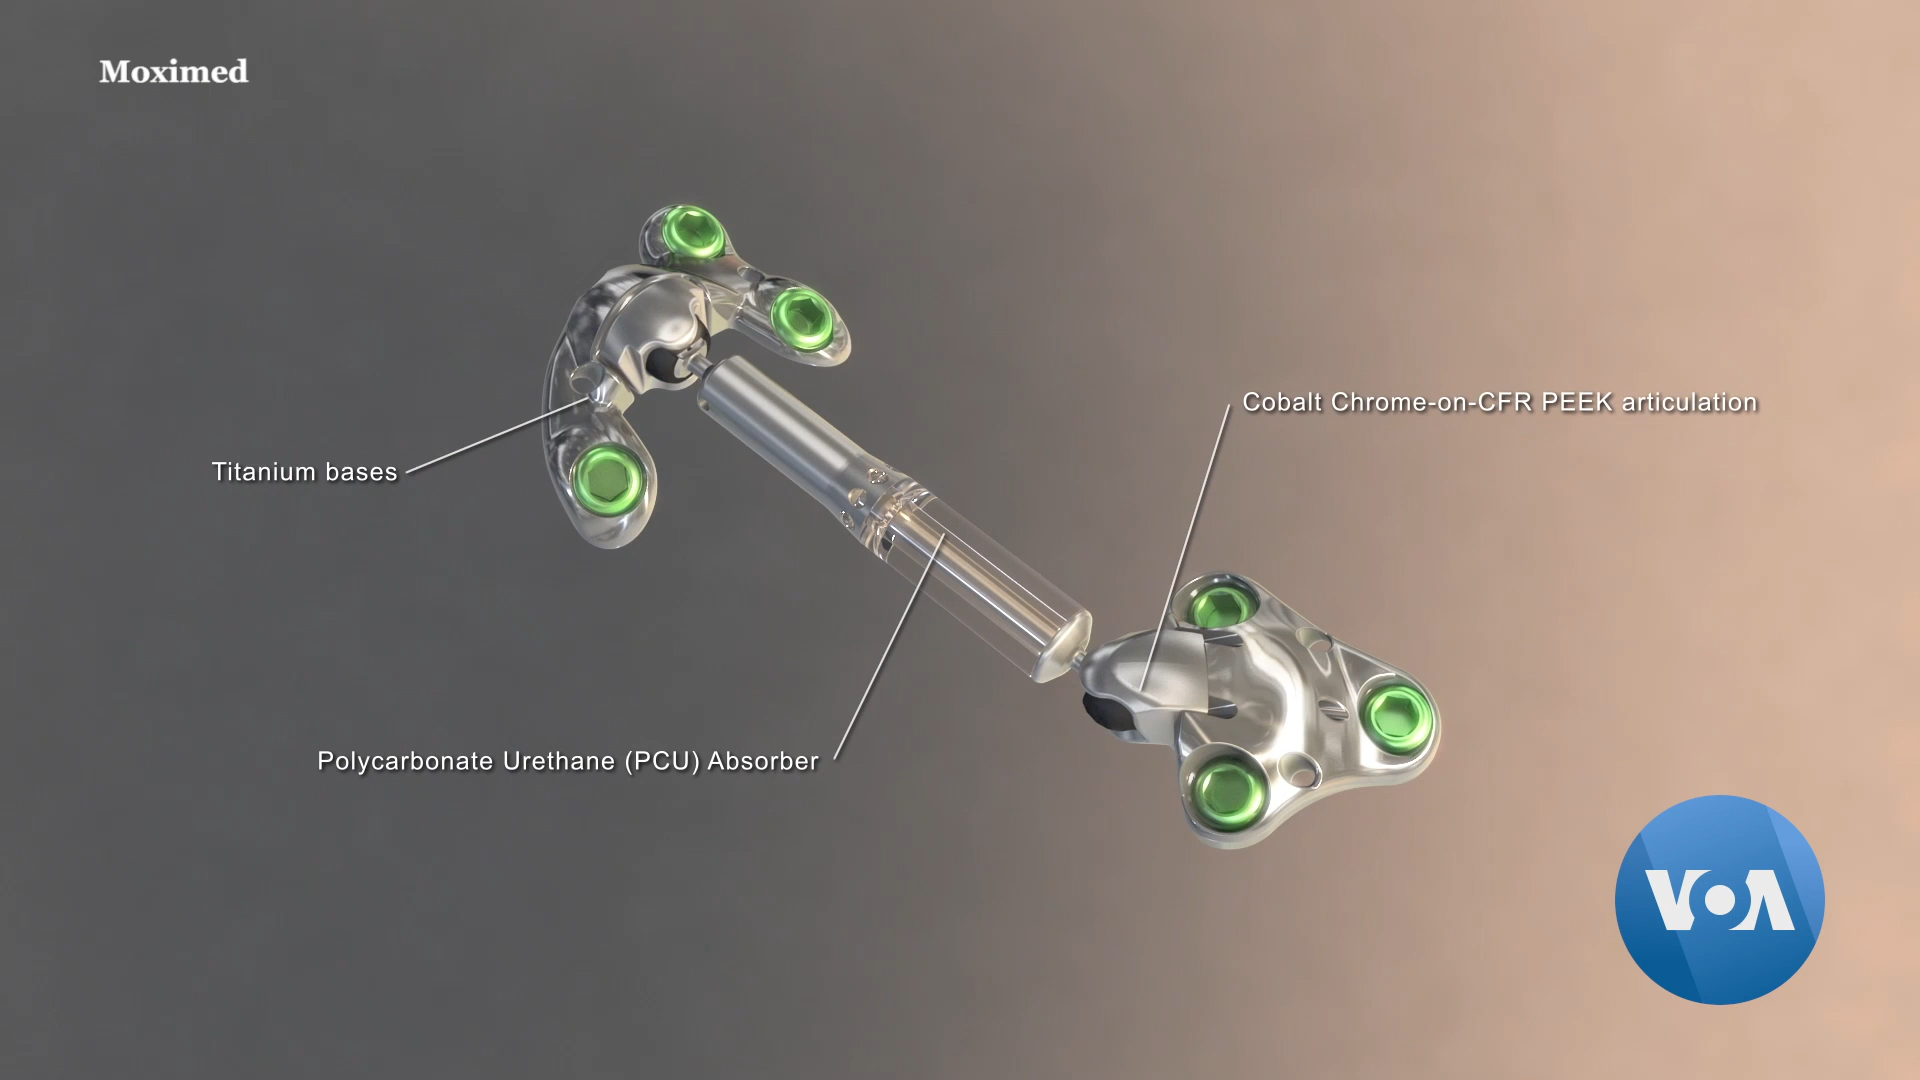 Moximed
Cobalt Chrome-on-CFR PEEK articulation
Titanium bases
Polycarbonate Urethane (PCU) Absorber
VOA